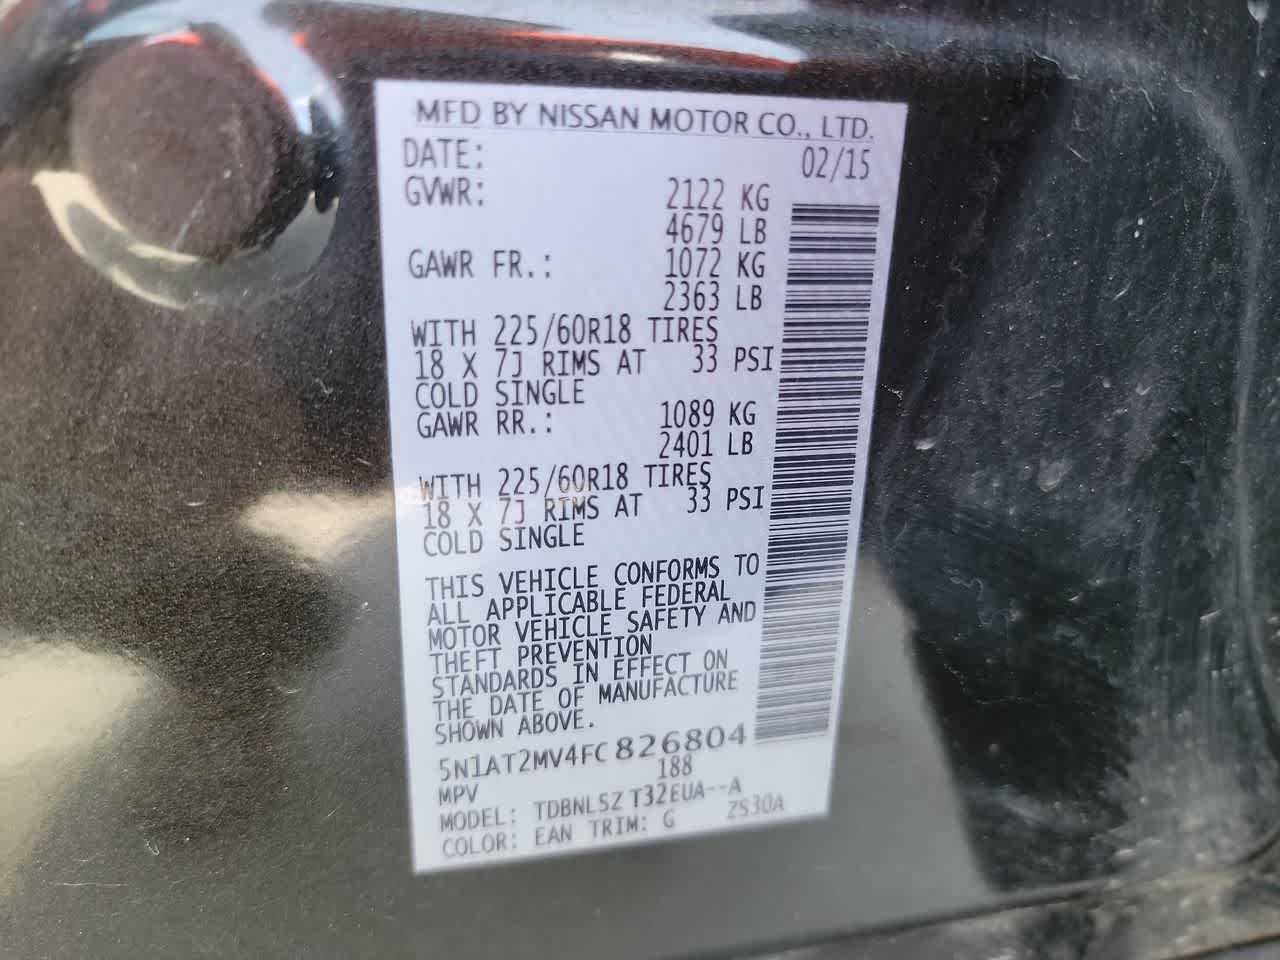 MFD BY NISSAN MOTOR CO., LTD.
DATE: 02/15
GVWR: 2122 KG
4679 LB
GAWR FR.: 1072 KG
2363 LB
WITH 225/60R18 TIRES
18 X 7J RIMS AT 33 PSI
COLD SINGLE
GAWR RR.: 1089 KG
2401 LB
WITH 225/60R18 TIRES
18 X 7J RIMS AT 33 PSI
COLD SINGLE
THIS VEHICLE CONFORMS TO
ALL APPLICABLE FEDERAL
MOTOR VEHICLE SAFETY AND
THEFT PREVENTION
STANDARDS IN EFFECT ON
THE DATE OF MANUFACTURE
SHOWN ABOVE.
5N1AT2MV4FC826804
MPV 188
MODEL: TDBNLSZ T32EUA--A
COLOR: EAN TRIM: G ZS30A